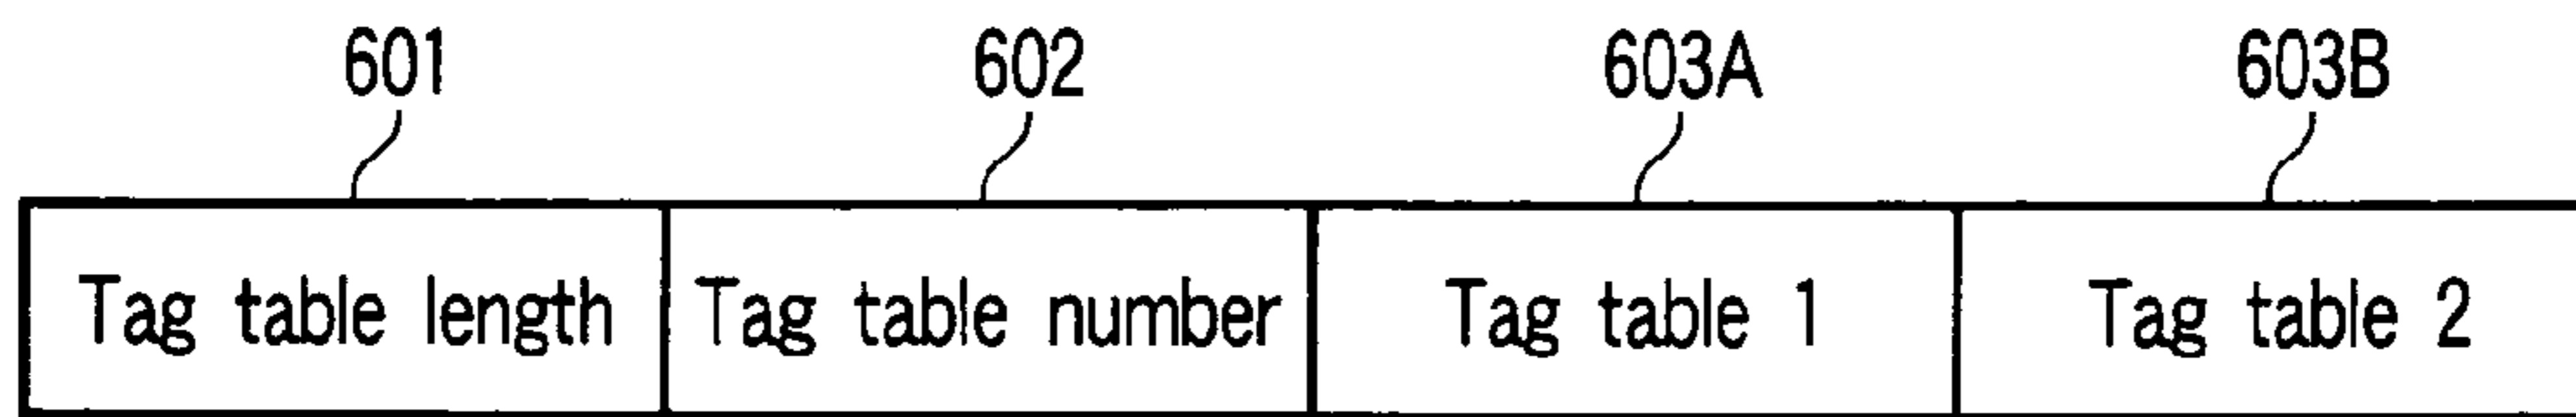 601 602 603A 603B
Tag table length Tag table number Tag table 1 Tag table 2